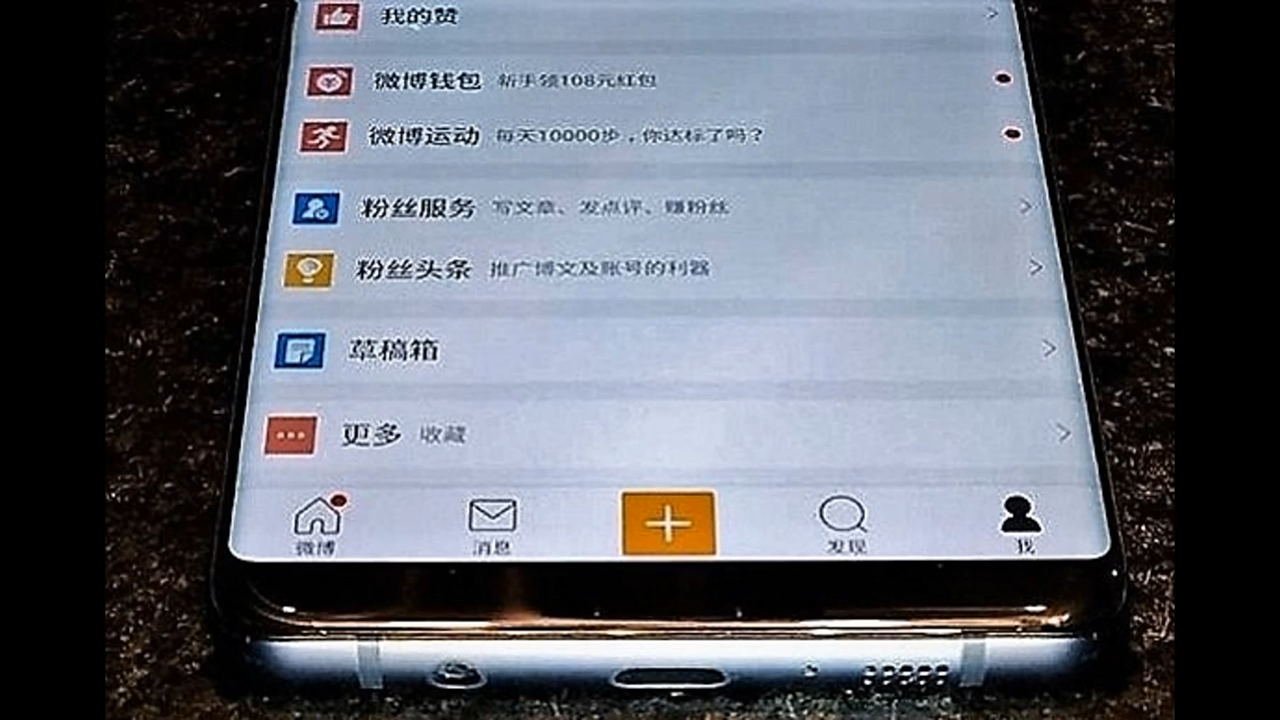 我的赞
微博钱包 新手领108元红包
微博运动 每天10000步，你达标了吗？
粉丝服务 写文章、发点评、赚粉丝
粉丝头条 推广博文及账号的利器
草稿箱
更多 收藏
微博 消息 发现 我